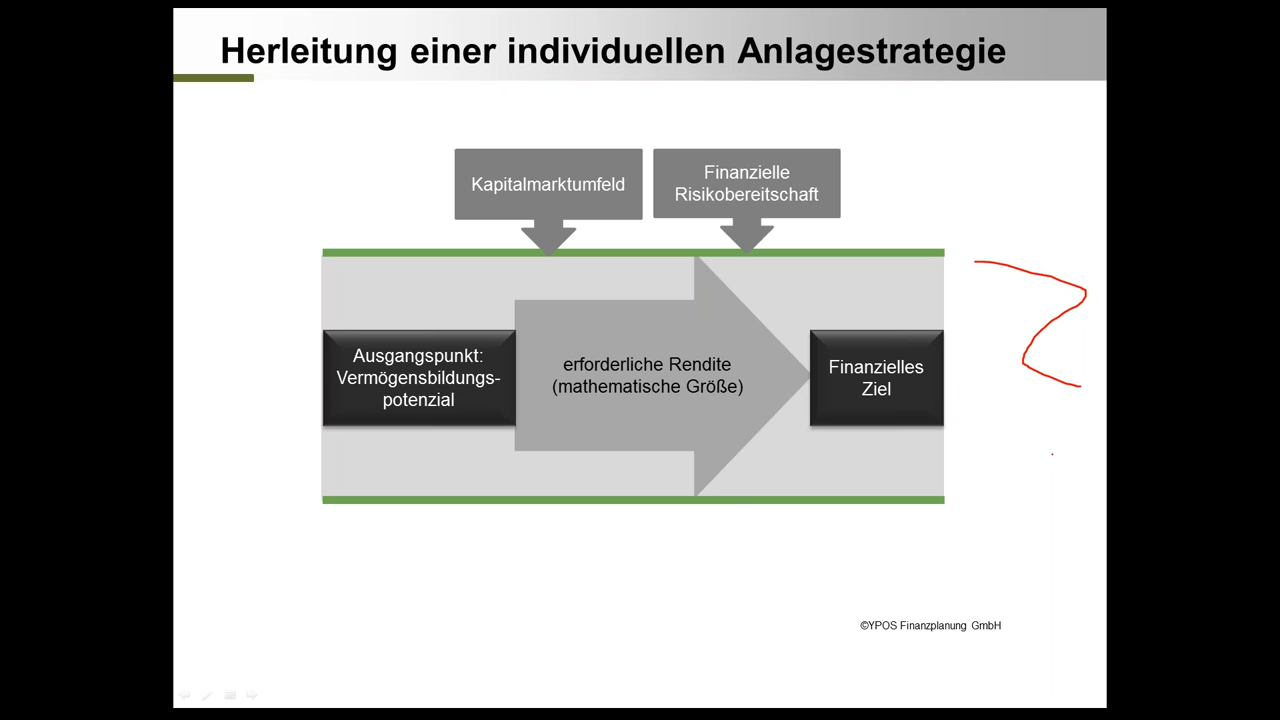 Herleitung einer individuellen Anlagestrategie
Kapitalmarktumfeld
Finanzielle
Risikobereitschaft
Ausgangspunkt:
Vermögensbildungs-
potenzial
erforderliche Rendite
(mathematische Größe)
Finanzielles
Ziel
©YPOS Finanzplanung GmbH